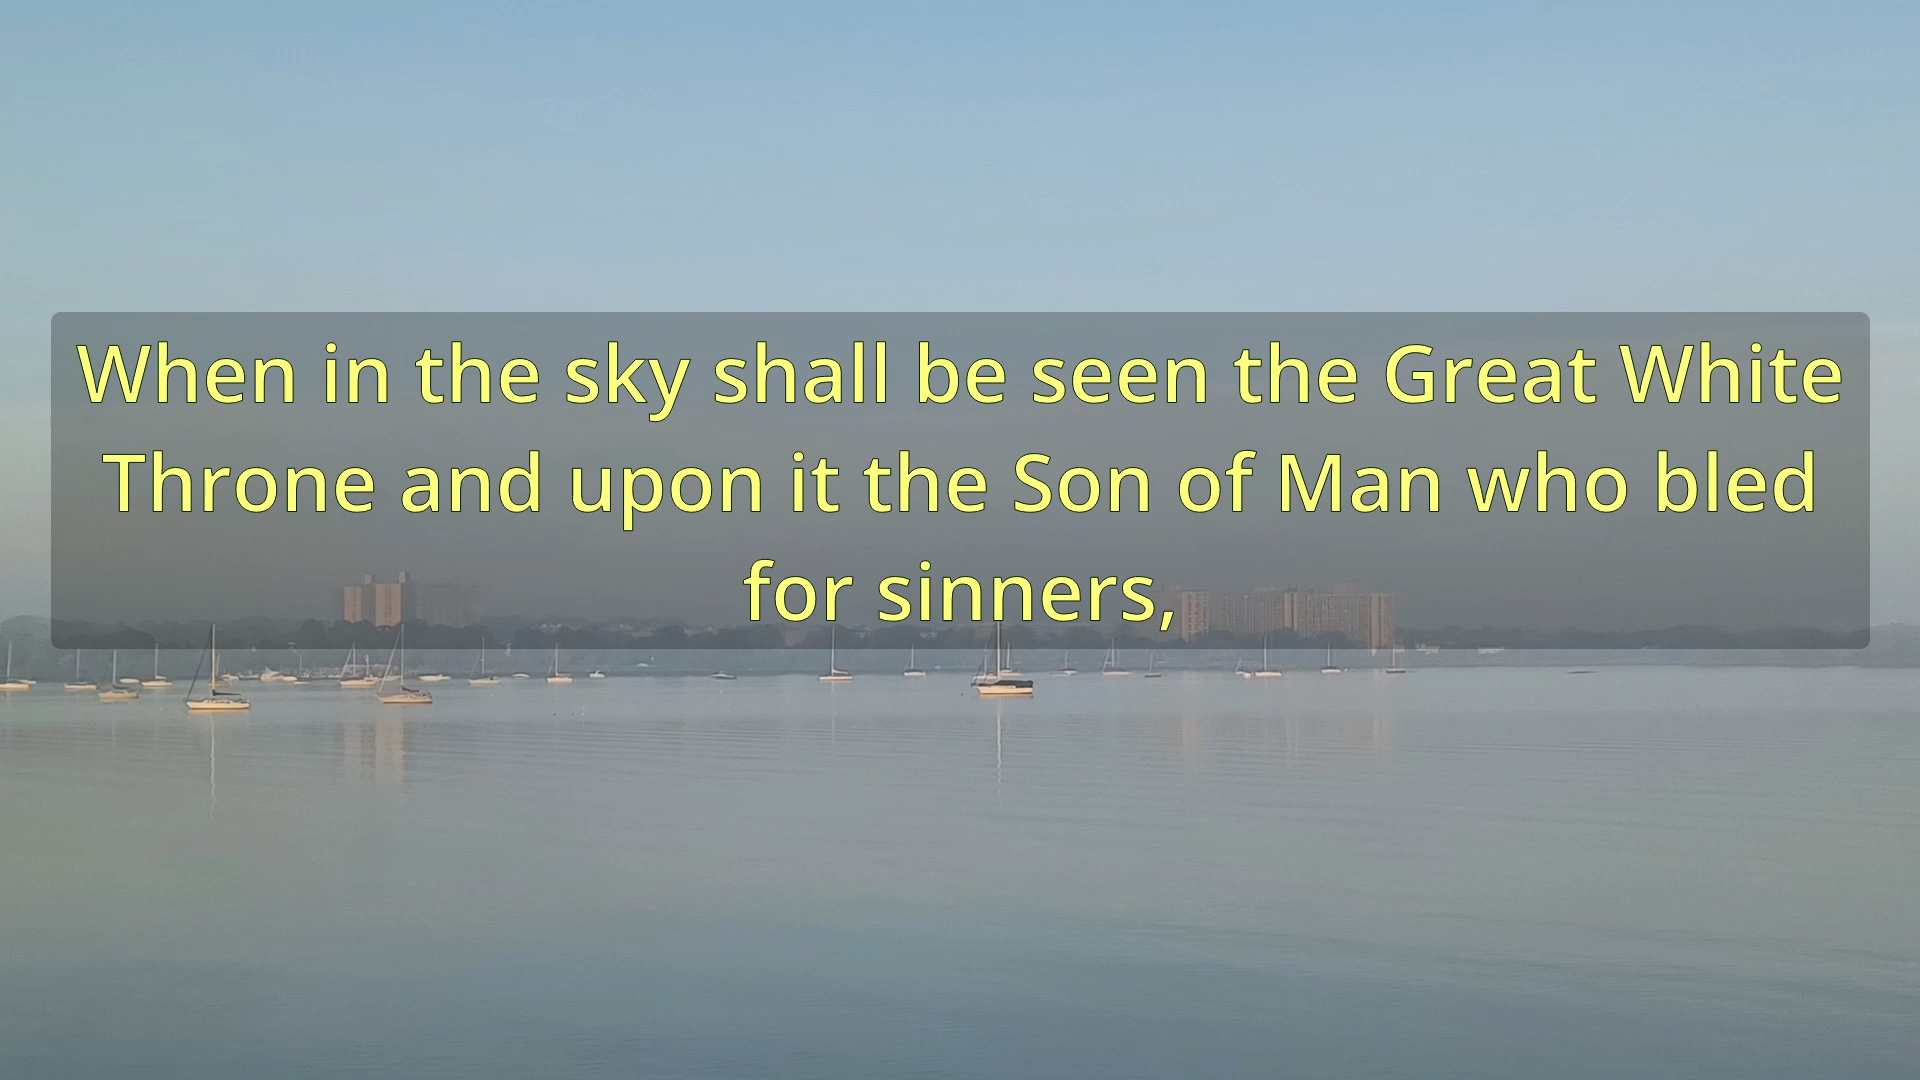 When in the sky shall be seen the Great White
Throne and upon it the Son of Man who bled
for sinners,